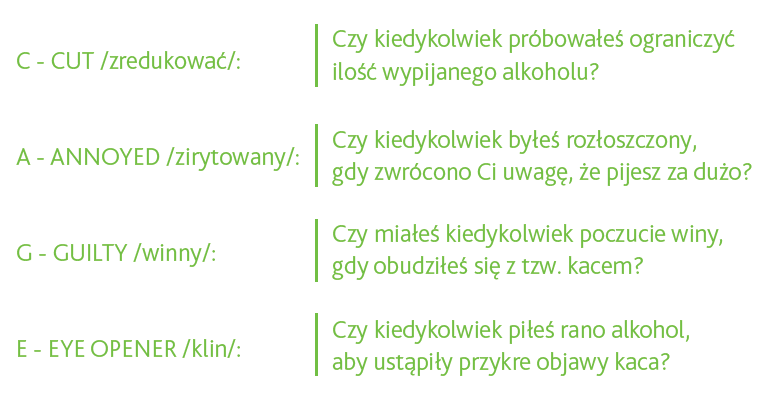 C - CUT /zredukować/:
Czy kiedykolwiek próbowałeś ograniczyć
ilość wypijanego alkoholu?
A - ANNOYED /zirytowany/:
Czy kiedykolwiek byłeś rozłoszczony,
gdy zwrócono Ci uwagę, że pijesz za dużo?
G - GUILTY /winny/:
Czy miałeś kiedykolwiek poczucie winy,
gdy obudziłeś się z tzw. kacem?
E - EYE OPENER /klin/:
Czy kiedykolwiek piłeś rano alkohol,
aby ustąpiły przykre objawy kaca?